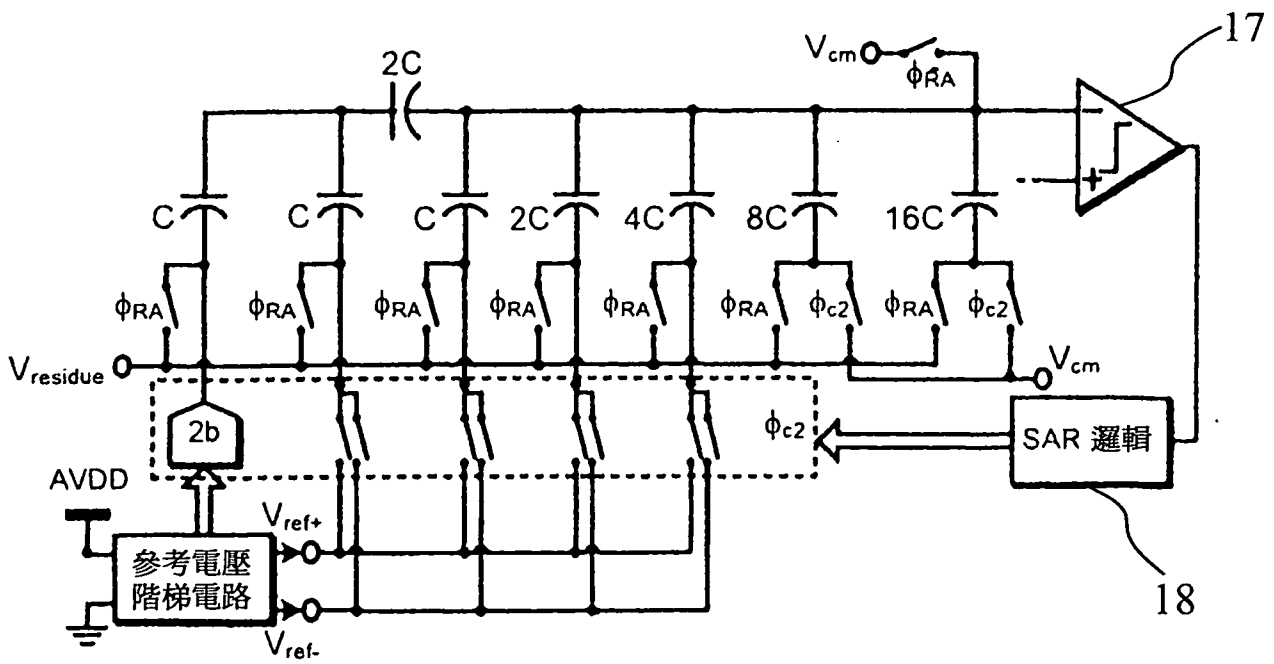 17
Vcm
ϕRA
2C
C
C
C
2C
4C
8C
16C
ϕRA
ϕRA
ϕRA
ϕRA
ϕRA
ϕRA
ϕc2
ϕRA
ϕc2
Vresidue
Vcm
2b
ϕc2
SAR 邏輯
AVDD
Vref+
參考電壓
階梯電路
Vref-
18